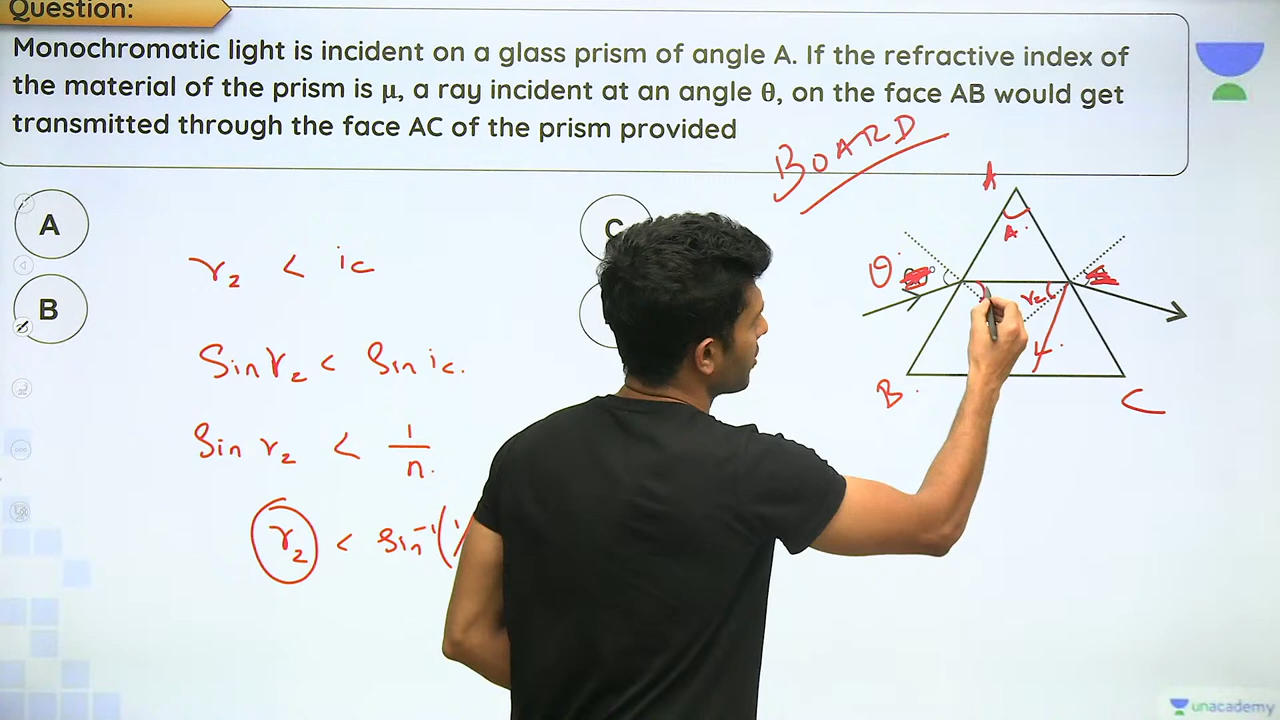 Question:
Monochromatic light is incident on a glass prism of angle A. If the refractive index of
the material of the prism is μ, a ray incident at an angle θ, on the face AB would get
transmitted through the face AC of the prism provided
BOARD
A
A
B
C
r₂ < ic
Sin r₂ < Sin ic.
Sin r₂ < 1/n.
r₂ < Sin⁻¹(1/
A
θ
r₂
B
C
unacademy